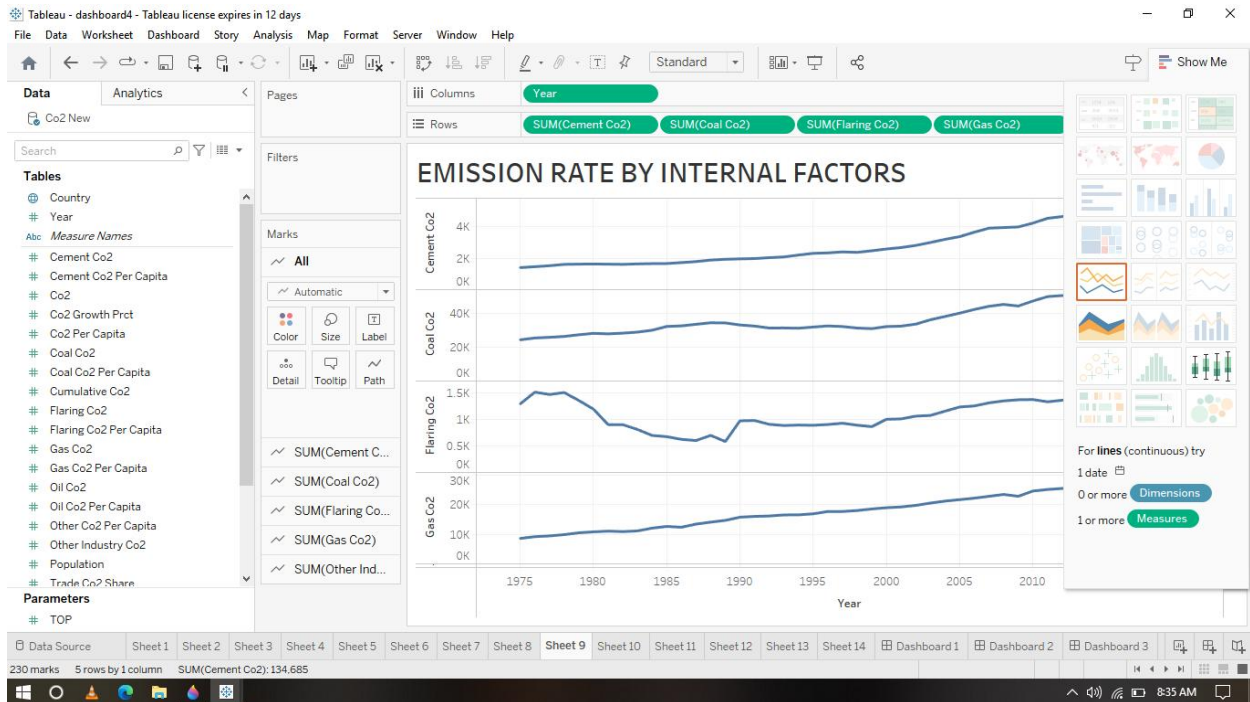 Tableau - dashboard4 - Tableau license expires in 12 days
File Data Worksheet Dashboard Story Analysis Map Format Server Window Help
Standard
Show Me
Data Analytics
Co2 New
Search
Tables
Country
Year
Abc Measure Names
Cement Co2
Cement Co2 Per Capita
Co2
Co2 Growth Prct
Co2 Per Capita
Coal Co2
Coal Co2 Per Capita
Cumulative Co2
Flaring Co2
Flaring Co2 Per Capita
Gas Co2
Gas Co2 Per Capita
Oil Co2
Oil Co2 Per Capita
Other Co2 Per Capita
Other Industry Co2
Population
Trade Co2 Share
Parameters
TOP
Pages
Filters
Marks
All
Automatic
Color Size Label
Detail Tooltip Path
SUM(Cement C...
SUM(Coal Co2)
SUM(Flaring Co...
SUM(Gas Co2)
SUM(Other Ind...
Columns Year
Rows SUM(Cement Co2) SUM(Coal Co2) SUM(Flaring Co2) SUM(Gas Co2)
EMISSION RATE BY INTERNAL FACTORS
Cement Co2
4K
2K
0K
Coal Co2
40K
20K
0K
Flaring Co2
1.5K
1K
0.5K
0K
Gas Co2
30K
20K
10K
0K
1975 1980 1985 1990 1995 2000 2005 2010
Year
For lines (continuous) try
1 date
0 or more Dimensions
1 or more Measures
Data Source Sheet 1 Sheet 2 Sheet 3 Sheet 4 Sheet 5 Sheet 6 Sheet 7 Sheet 8 Sheet 9 Sheet 10 Sheet 11 Sheet 12 Sheet 13 Sheet 14 Dashboard 1 Dashboard 2 Dashboard 3
230 marks 5 rows by 1 column SUM(Cement Co2): 134,685
8:35 AM